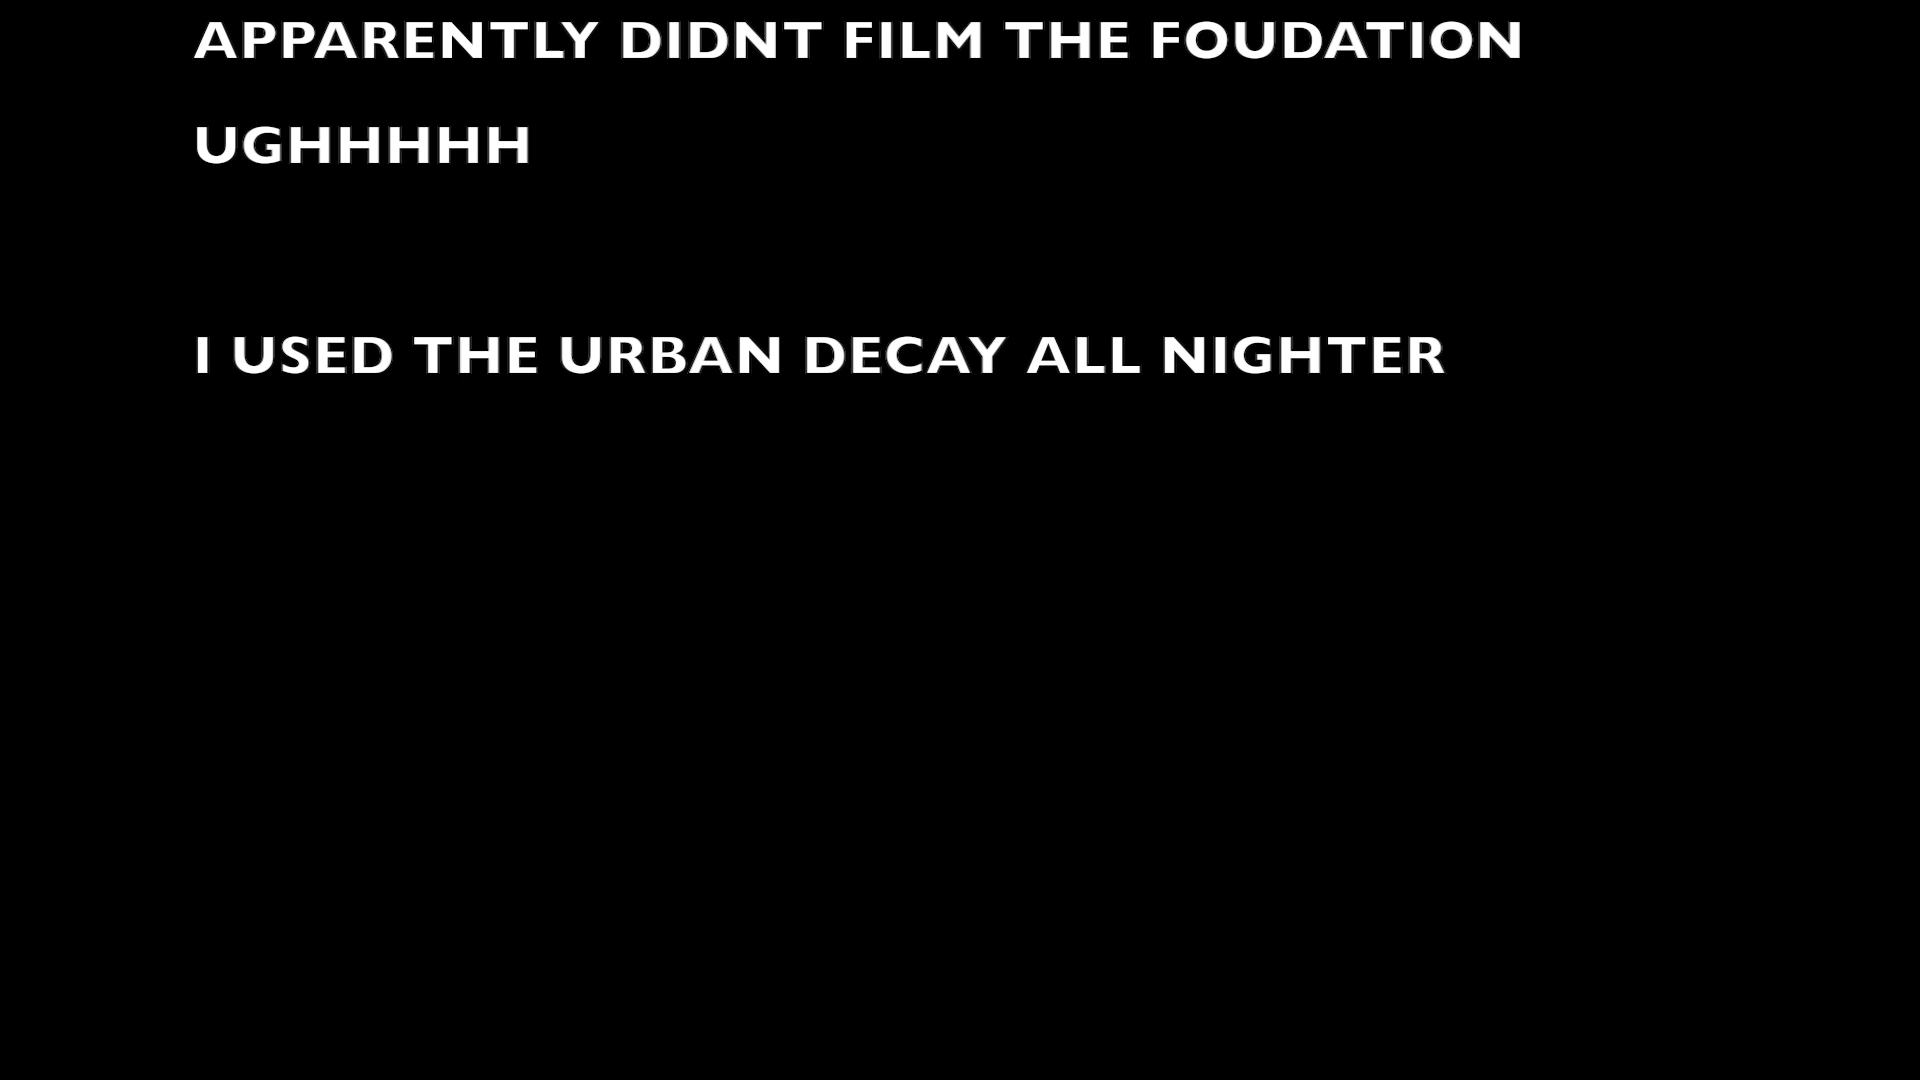 APPARENTLY DIDNT FILM THE FOUDATION
UGHHHHH
I USED THE URBAN DECAY ALL NIGHTER